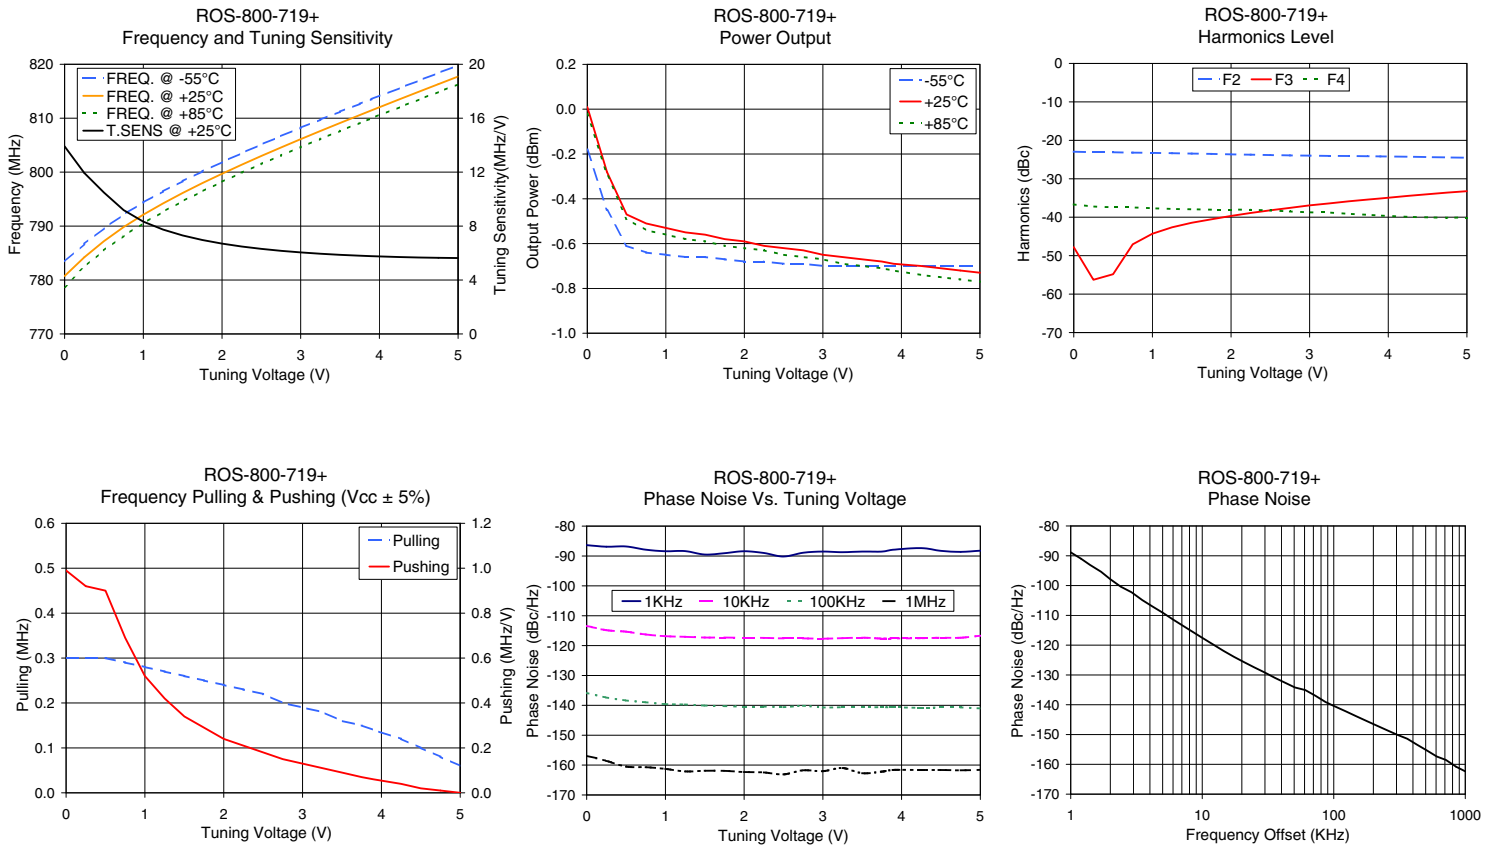 ROS-800-719+
Frequency and Tuning Sensitivity
820
810
800
790
780
770
Frequency (MHz)
FREQ. @ -55°C
FREQ. @ +25°C
FREQ. @ +85°C
T.SENS @ +25°C
20
16
12
8
4
0
Tuning Sensitivity(MHz/V)
0 1 2 3 4 5
Tuning Voltage (V)
ROS-800-719+
Power Output
0.2
0.0
-0.2
-0.4
-0.6
-0.8
-1.0
Output Power (dBm)
-55°C
+25°C
+85°C
0 1 2 3 4 5
Tuning Voltage (V)
ROS-800-719+
Harmonics Level
0
-10
-20
-30
-40
-50
-60
-70
Harmonics (dBc)
F2 F3 F4
0 1 2 3 4 5
Tuning Voltage (V)
ROS-800-719+
Frequency Pulling & Pushing (Vcc ± 5%)
0.6
0.5
0.4
0.3
0.2
0.1
0.0
Pulling (MHz)
Pulling
Pushing
1.2
1.0
0.8
0.6
0.4
0.2
0.0
Pushing (MHz/V)
0 1 2 3 4 5
Tuning Voltage (V)
ROS-800-719+
Phase Noise Vs. Tuning Voltage
-80
-90
-100
-110
-120
-130
-140
-150
-160
-170
Phase Noise (dBc/Hz)
1KHz 10KHz 100KHz 1MHz
0 1 2 3 4 5
Tuning Voltage (V)
ROS-800-719+
Phase Noise
-80
-90
-100
-110
-120
-130
-140
-150
-160
-170
Phase Noise (dBc/Hz)
1 10 100 1000
Frequency Offset (KHz)